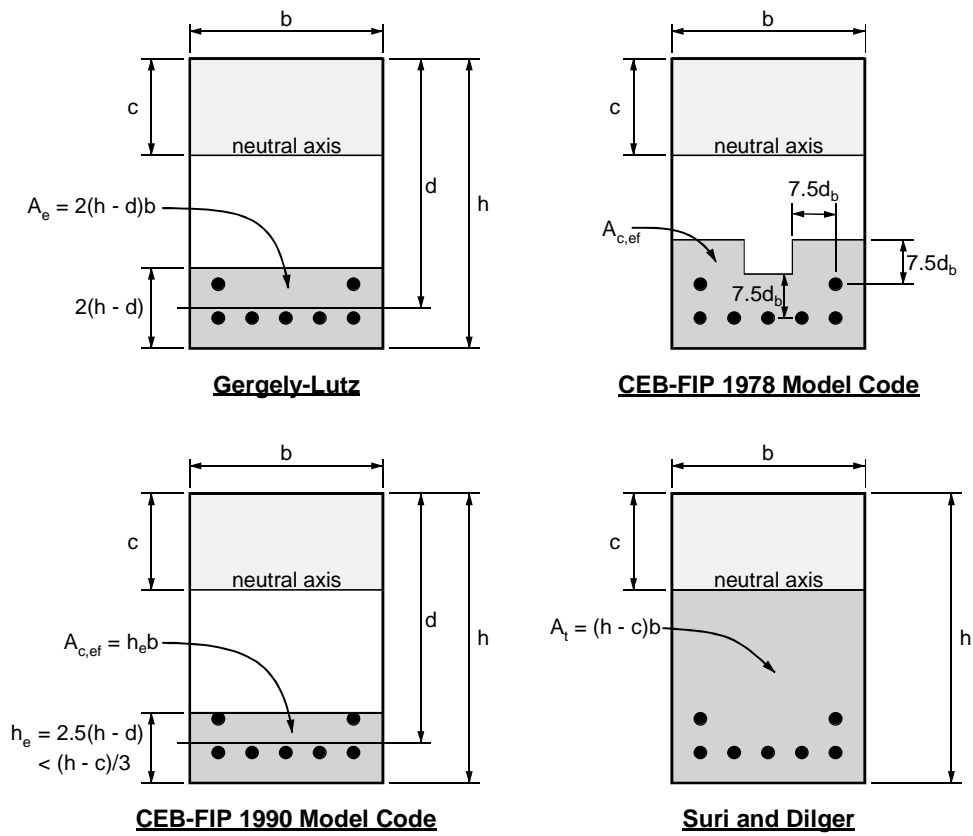 b
c
neutral axis
d
h
A_e = 2(h - d)b
2(h - d)
Gergely-Lutz
b
c
neutral axis
7.5d_b
A_c,ef
7.5d_b
7.5d_b
CEB-FIP 1978 Model Code
b
c
neutral axis
d
h
A_c,ef = h_eb
h_e = 2.5(h - d)
< (h - c)/3
CEB-FIP 1990 Model Code
b
c
neutral axis
A_t = (h - c)b
h
Suri and Dilger